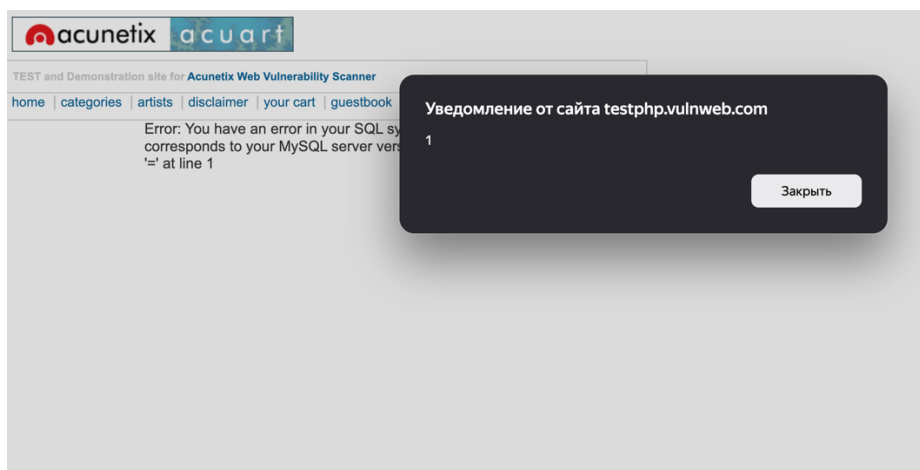 acunetix acuart
TEST and Demonstration site for Acunetix Web Vulnerability Scanner
home | categories | artists | disclaimer | your cart | guestbook
Error: You have an error in your SQL
corresponds to your MySQL server
'=' at line 1
Уведомление от сайта testphp.vulnweb.com
1
Закрыть